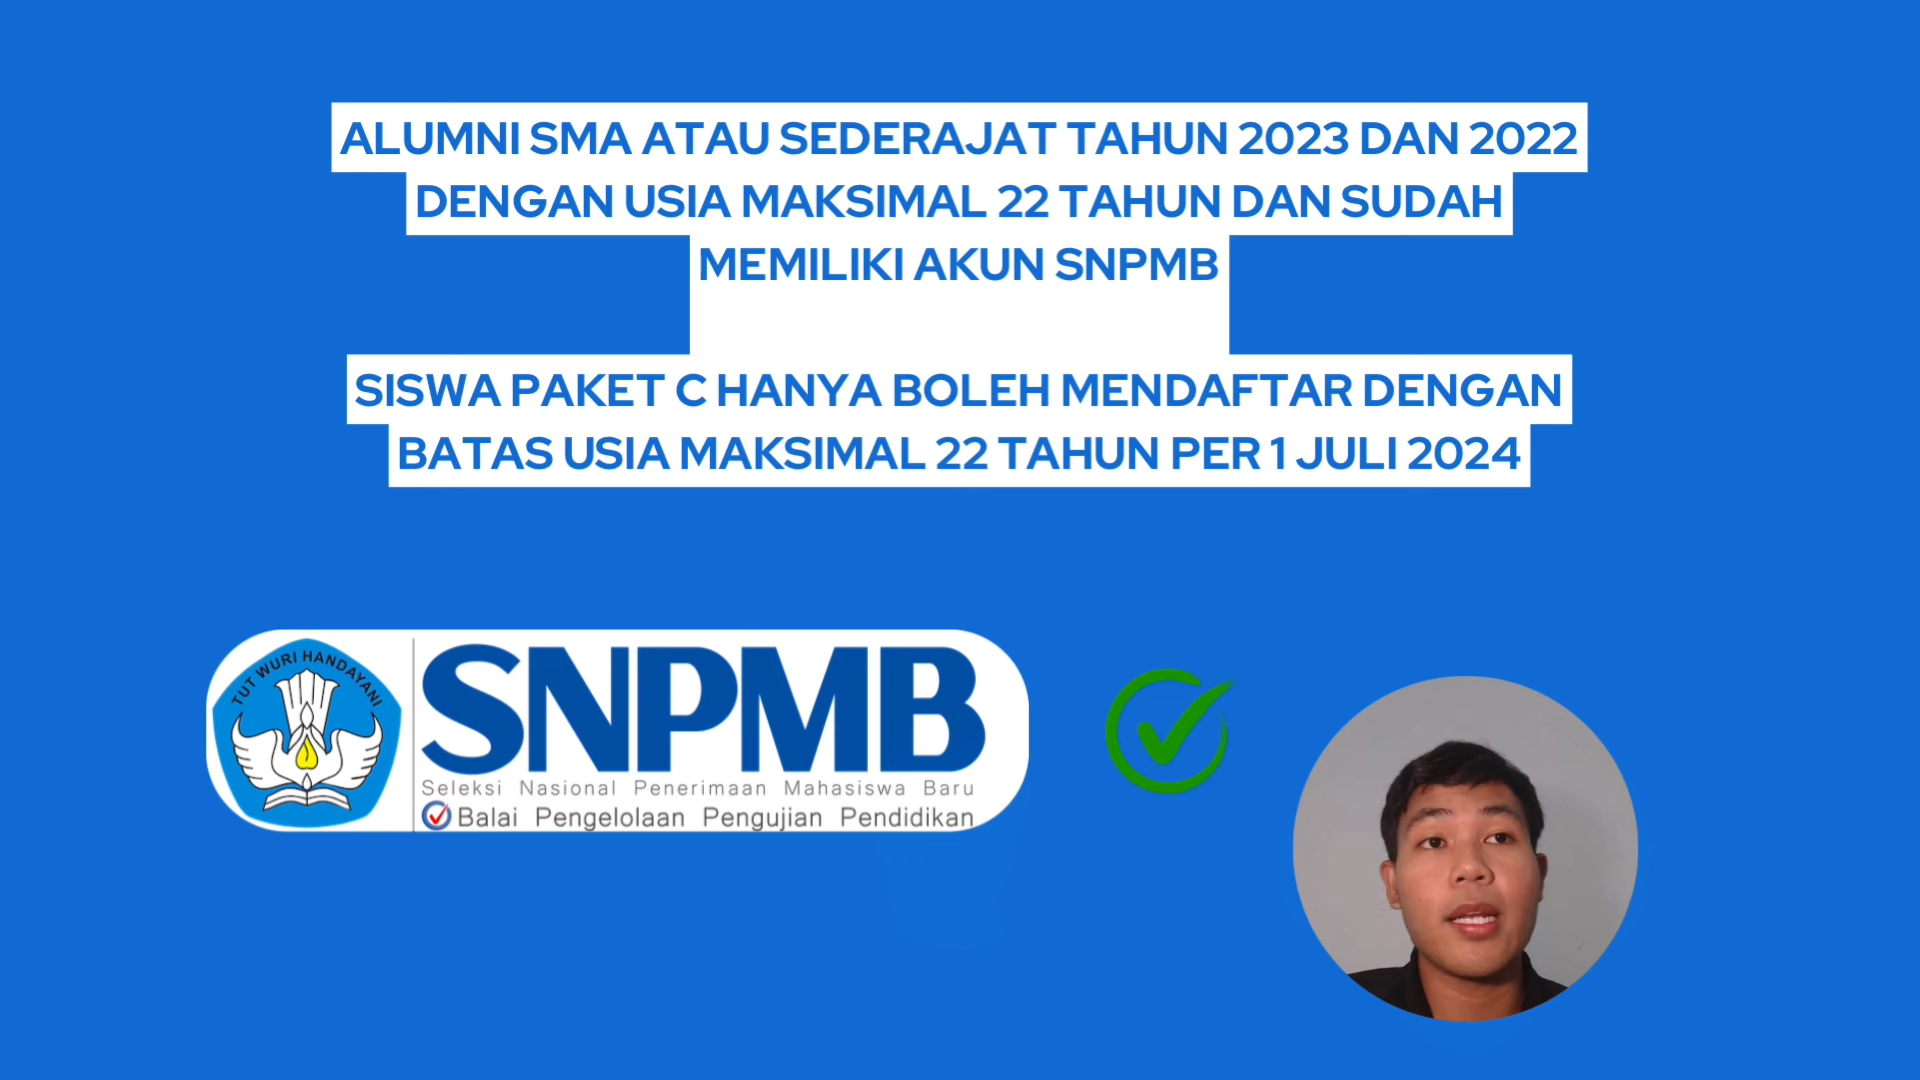 ALUMNI SMA ATAU SEDERAJAT TAHUN 2023 DAN 2022
DENGAN USIA MAKSIMAL 22 TAHUN DAN SUDAH
MEMILIKI AKUN SNPMB
SISWA PAKET C HANYA BOLEH MENDAFTAR DENGAN
BATAS USIA MAKSIMAL 22 TAHUN PER 1 JULI 2024
TUT WURI HANDAYANI
SNPMB
Seleksi Nasional Penerimaan Mahasiswa Baru
Balai Pengelolaan Pengujian Pendidikan